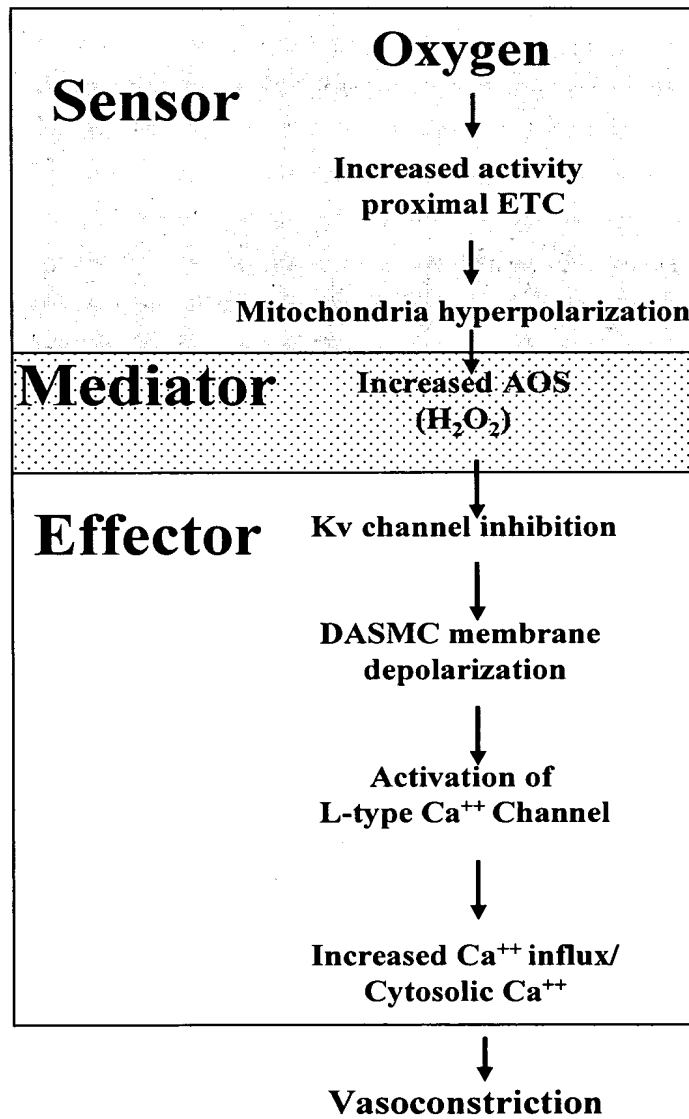 Oxygen
Sensor
Increased activity
proximal ETC
Mitochondria hyperpolarization
Mediator
Increased AOS
(H₂O₂)
Effector
Kv channel inhibition
DASMC membrane
depolarization
Activation of
L-type Ca⁺⁺ Channel
Increased Ca⁺⁺ influx/
Cytosolic Ca⁺⁺
Vasoconstriction